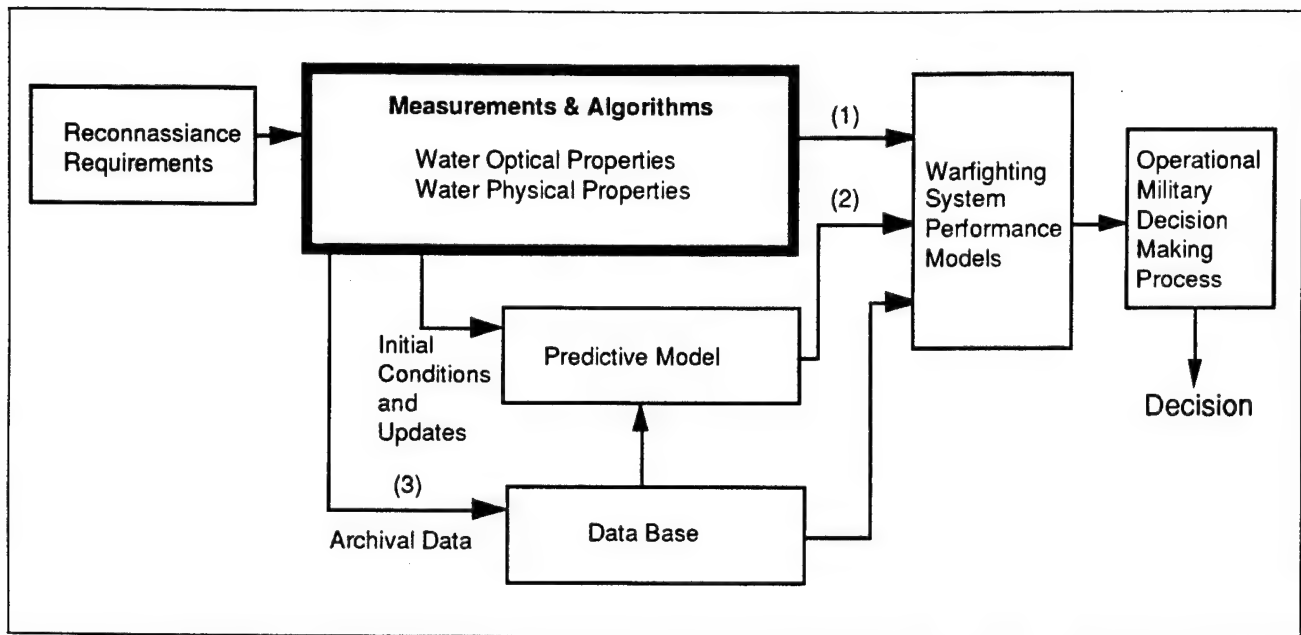 Reconnassiance
Requirements
Measurements & Algorithms
Water Optical Properties
Water Physical Properties
(1)
(2)
Warfighting
System
Performance
Models
Operational
Military
Decision
Making
Process
Decision
Initial
Conditions
and
Updates
Predictive Model
(3)
Archival Data
Data Base